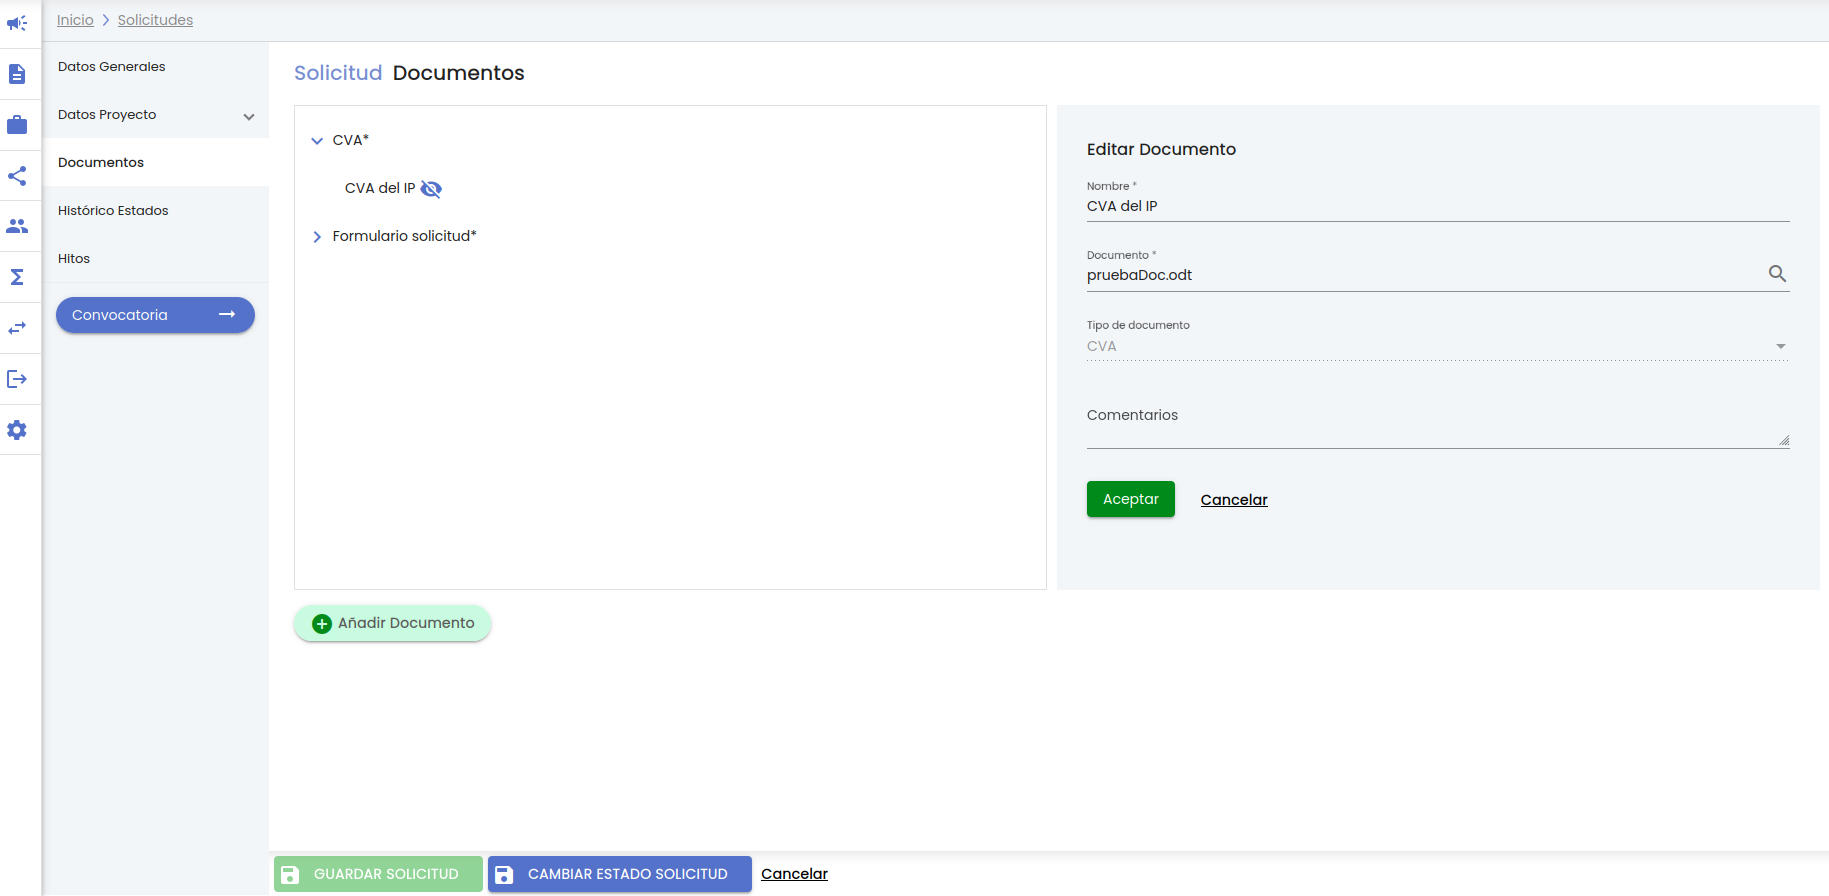 Inicio > Solicitudes
Datos Generales
Datos Proyecto
Documentos
Histórico Estados
Hitos
Convocatoria
Solicitud Documentos
CVA*
CVA del IP
Formulario solicitud*
Añadir Documento
Editar Documento
Nombre *
CVA del IP
Documento *
pruebaDoc.odt
Tipo de documento
CVA
Comentarios
Aceptar Cancelar
GUARDAR SOLICITUD CAMBIAR ESTADO SOLICITUD Cancelar